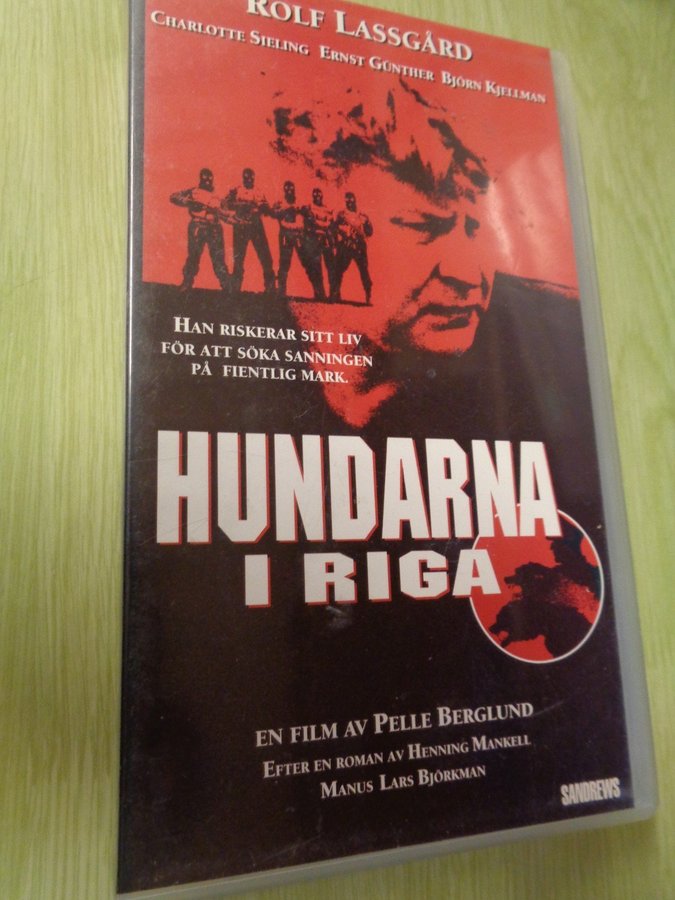 ROLF LASSGÅRD
CHARLOTTE SIELING ERNST GÜNTHER BJÖRN KJELLMAN
HAN RISKERAR SITT LIV
FÖR ATT SÖKA SANNINGEN
PÅ FIENTLIG MARK.
HUNDARNA
I RIGA
EN FILM AV PELLE BERGLUND
EFTER EN ROMAN AV HENNING MANKELL
MANUS LARS BJÖRKMAN
SANDREWS